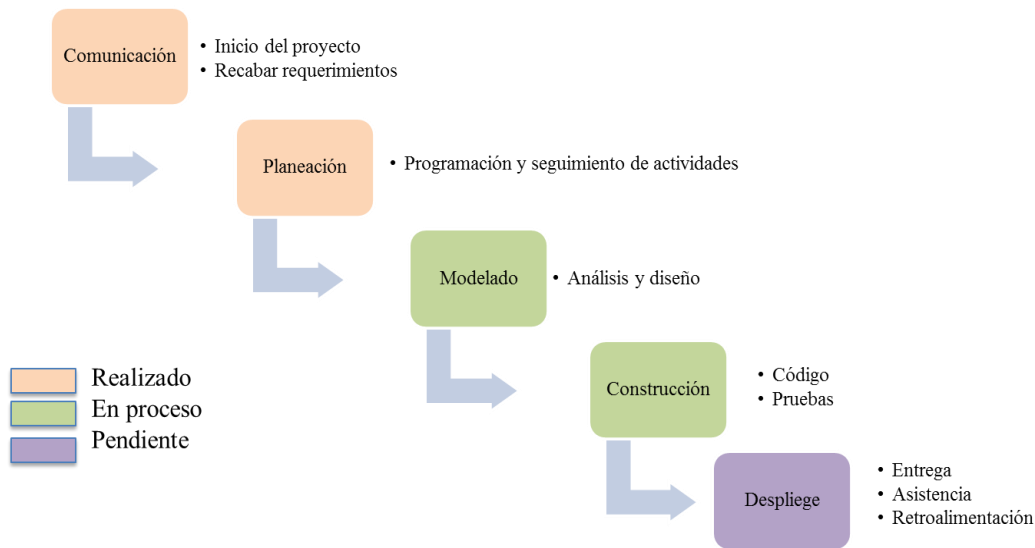 Comunicación
• Inicio del proyecto
• Recabar requerimientos
Planeación
• Programación y seguimiento de actividades
Modelado
• Análisis y diseño
Construcción
• Código
• Pruebas
Despliege
• Entrega
• Asistencia
• Retroalimentación
Realizado
En proceso
Pendiente